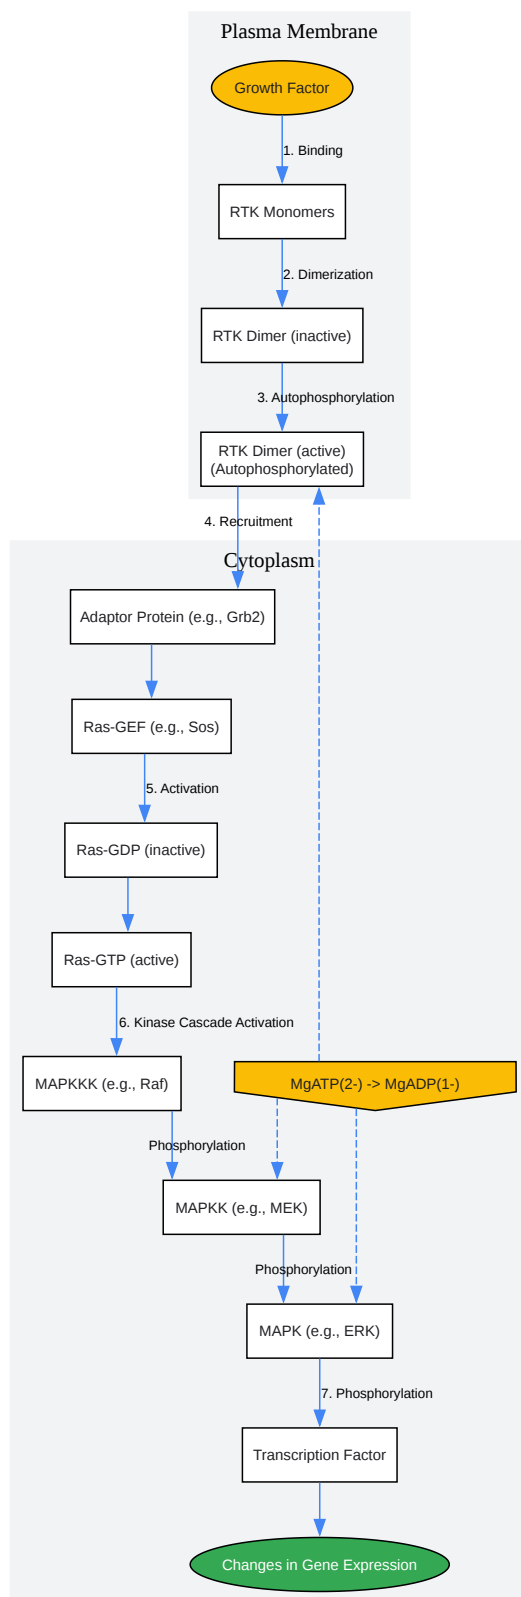 Plasma Membrane
Growth Factor
1. Binding
RTK Monomers
2. Dimerization
RTK Dimer (inactive)
3. Autophosphorylation
RTK Dimer (active)
(Autophosphorylated)
4. Recruitment
Cytoplasm
Adaptor Protein (e.g., Grb2)
Ras-GEF (e.g., Sos)
5. Activation
Ras-GDP (inactive)
Ras-GTP (active)
6. Kinase Cascade Activation
MAPKKK (e.g., Raf)
MgATP(2-) -> MgADP(1-)
Phosphorylation
MAPKK (e.g., MEK)
Phosphorylation
MAPK (e.g., ERK)
7. Phosphorylation
Transcription Factor
Changes in Gene Expression